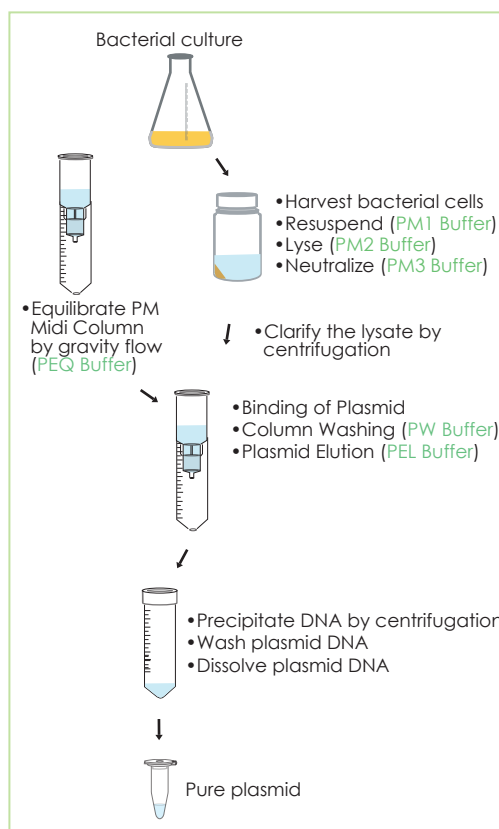 Bacterial culture
•Harvest bacterial cells
•Resuspend (PM1 Buffer)
•Lyse (PM2 Buffer)
•Neutralize (PM3 Buffer)
•Equilibrate PM
Midi Column
by gravity flow
(PEQ Buffer)
•Clarify the lysate by
centrifugation
•Binding of Plasmid
•Column Washing (PW Buffer)
•Plasmid Elution (PEL Buffer)
•Precipitate DNA by centrifugation
•Wash plasmid DNA
•Dissolve plasmid DNA
Pure plasmid